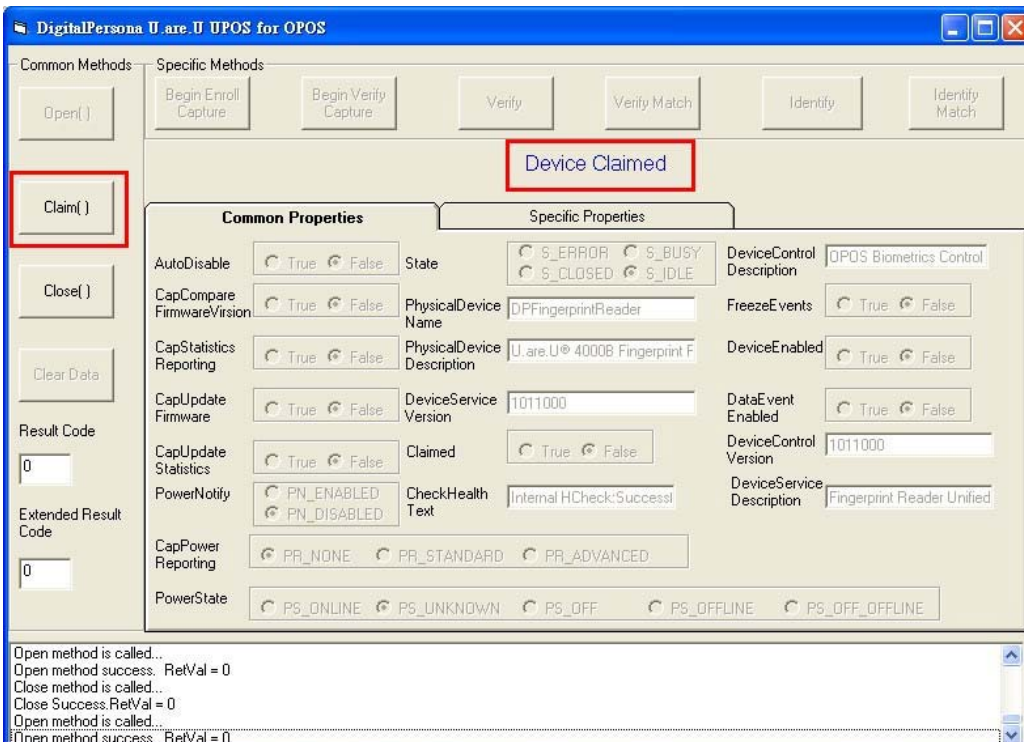 DigitalPersona U.are.U UPOS for OPOS
Common Methods
Specific Methods
Open( )
Begin Enroll Capture
Begin Verify Capture
Verify
Verify Match
Identify
Identify Match
Device Claimed
Claim( )
Close( )
Clear Data
Result Code
0
Extended Result Code
0
Common Properties
Specific Properties
AutoDisable
True False
State
S_ERROR S_BUSY
S_CLOSED S_IDLE
DeviceControl Description
OPOS Biometrics Control
CapCompare FirmwareVirsion
True False
PhysicalDevice Name
DPFingerprintReader
FreezeEvents
True False
CapStatistics Reporting
True False
PhysicalDevice Description
U.are.U® 4000B Fingerprint F
DeviceEnabled
True False
CapUpdate Firmware
True False
DeviceService Version
1011000
DataEvent Enabled
True False
CapUpdate Statistics
True False
Claimed
True False
DeviceControl Version
1011000
PowerNotify
PN_ENABLED
PN_DISABLED
CheckHealth Text
Internal HCheck:Successf
DeviceService Description
Fingerprint Reader Unified
CapPower Reporting
PR_NONE PR_STANDARD PR_ADVANCED
PowerState
PS_ONLINE PS_UNKNOWN PS_OFF PS_OFFLINE PS_OFF_OFFLINE
Open method is called...
Open method success. RetVal = 0
Close method is called...
Close Success.RetVal = 0
Open method is called...
Open method success. RetVal = 0